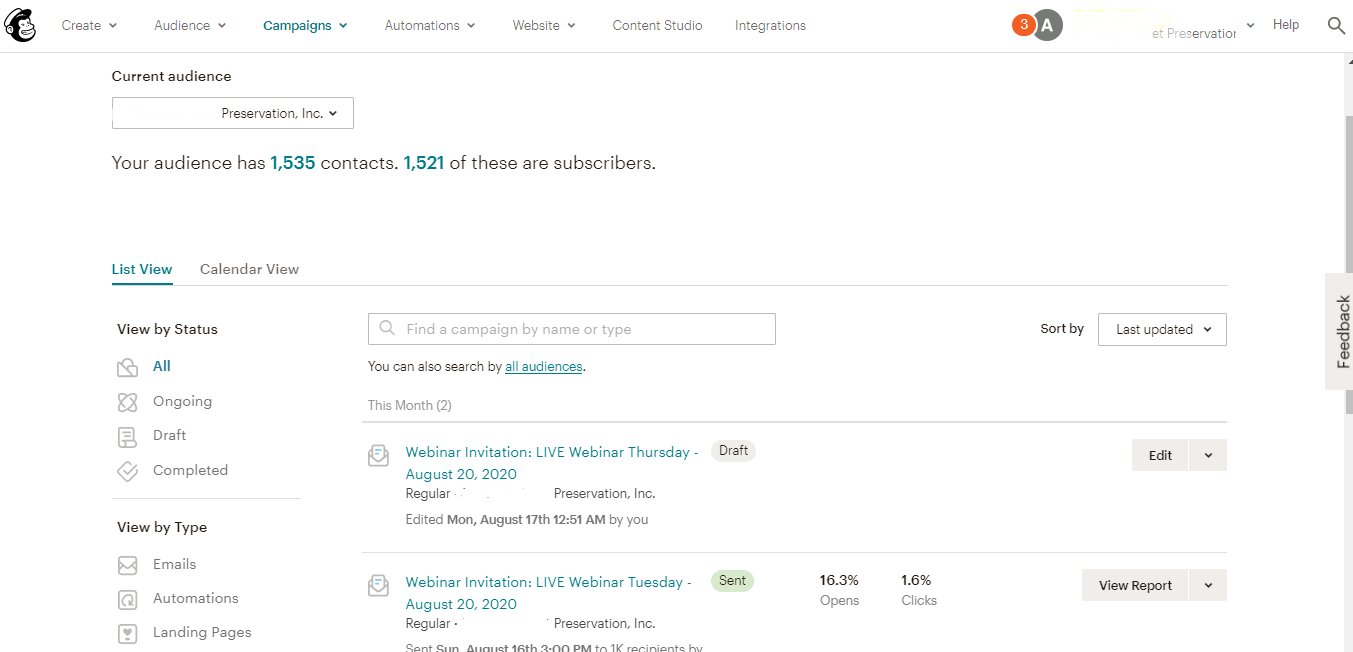 Create Audience Campaigns Automations Website Content Studio Integrations 3 A et Preservation Help
Current audience
Preservation, Inc.
Your audience has 1,535 contacts. 1,521 of these are subscribers.
List View Calendar View
View by Status
All
Ongoing
Draft
Completed
View by Type
Emails
Automations
Landing Pages
Find a campaign by name or type
Sort by Last updated
You can also search by all audiences.
This Month (2)
Webinar Invitation: LIVE Webinar Thursday - Draft
August 20, 2020
Regular · Preservation, Inc.
Edited Mon, August 17th 12:51 AM by you
Edit
Webinar Invitation: LIVE Webinar Tuesday - Sent
August 20, 2020
Regular · Preservation, Inc.
Sent Sun, August 16th 3:00 PM to 1K recipients by
16.3% 1.6%
Opens Clicks
View Report
Feedback